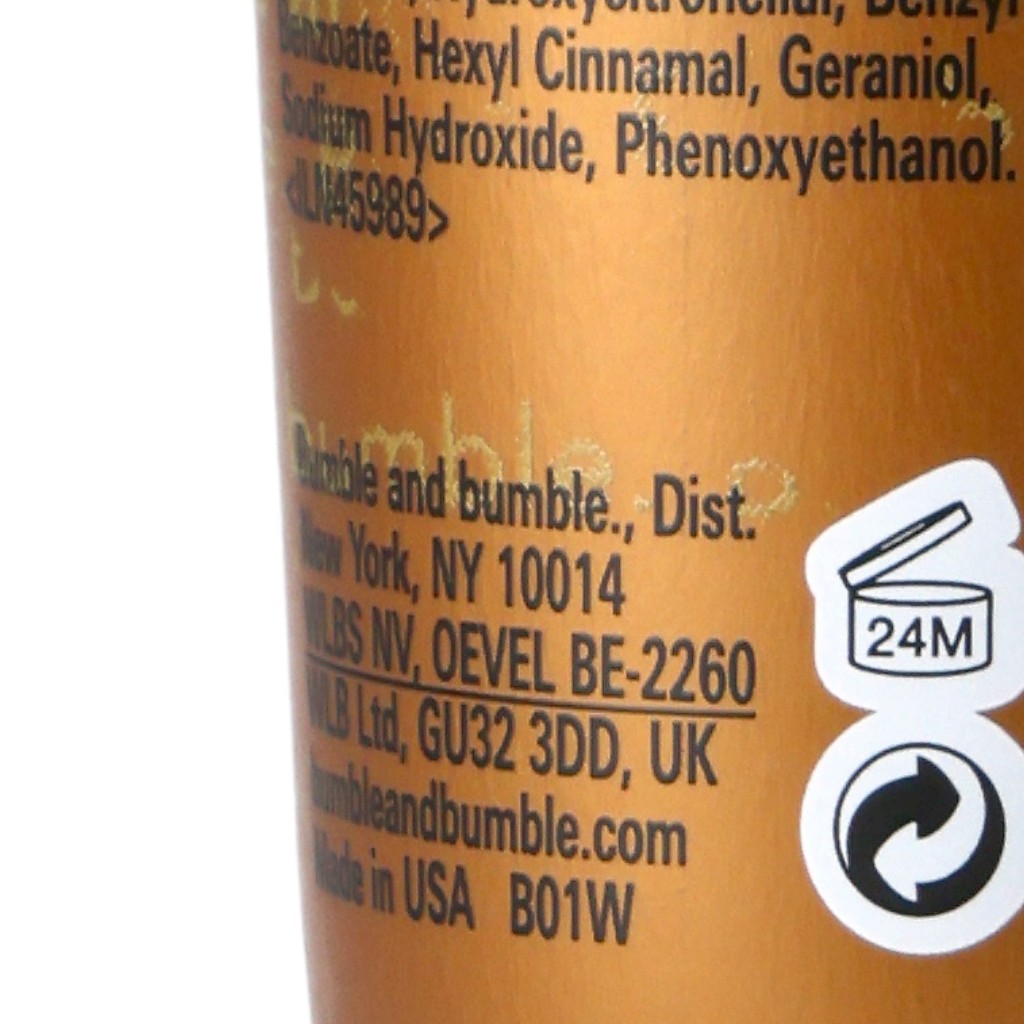 Benzyl
Benzoate, Hexyl Cinnamal, Geraniol,
Sodium Hydroxide, Phenoxyethanol.
<ILN45989>
Bumble and bumble., Dist.
New York, NY 10014
WLBS NV, OEVEL BE-2260
WLB Ltd, GU32 3DD, UK
bumbleandbumble.com
Made in USA B01W
24M